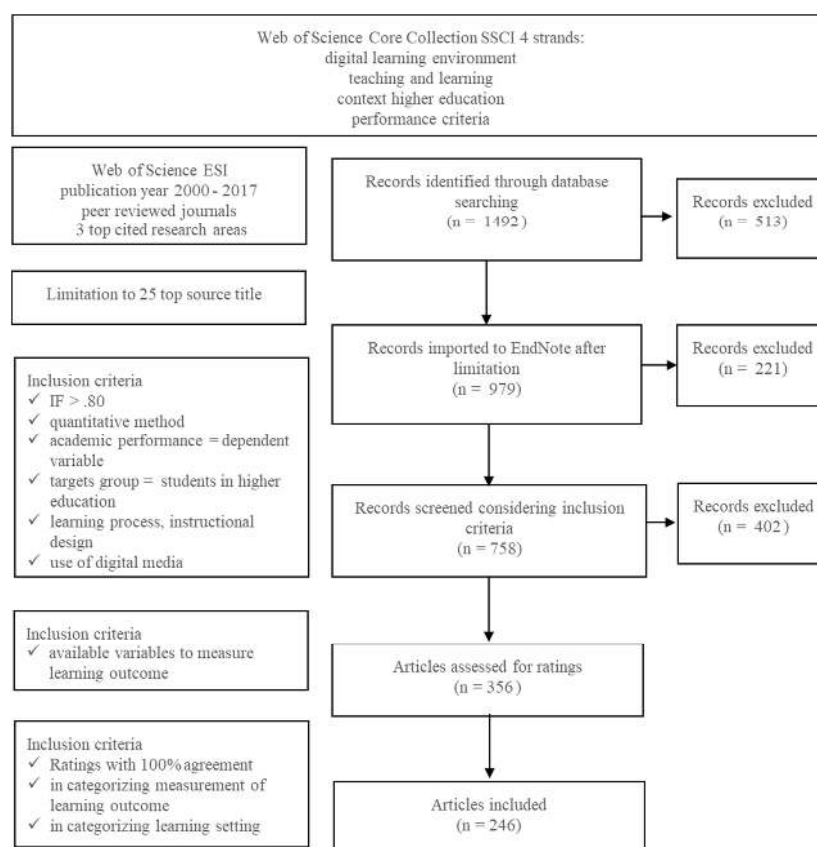 Web of Science Core Collection SSCI 4 strands:
digital learning environment
teaching and learning
context higher education
performance criteria
Web of Science ESI
publication year 2000 - 2017
peer reviewed journals
3 top cited research areas
Records identified through database
searching
(n = 1492)
Records excluded
(n = 513)
Limitation to 25 top source title
Records imported to EndNote after
limitation
(n = 979)
Records excluded
(n = 221)
Inclusion criteria
✓ IF > .80
✓ quantitative method
✓ academic performance = dependent
variable
✓ targets group = students in higher
education
✓ learning process, instructional
design
✓ use of digital media
Records screened considering inclusion
criteria
(n = 758)
Records excluded
(n = 402)
Inclusion criteria
✓ available variables to measure
learning outcome
Articles assessed for ratings
(n = 356)
Inclusion criteria
✓ Ratings with 100% agreement
✓ in categorizing measurement of
learning outcome
✓ in categorizing learning setting
Articles included
(n = 246)